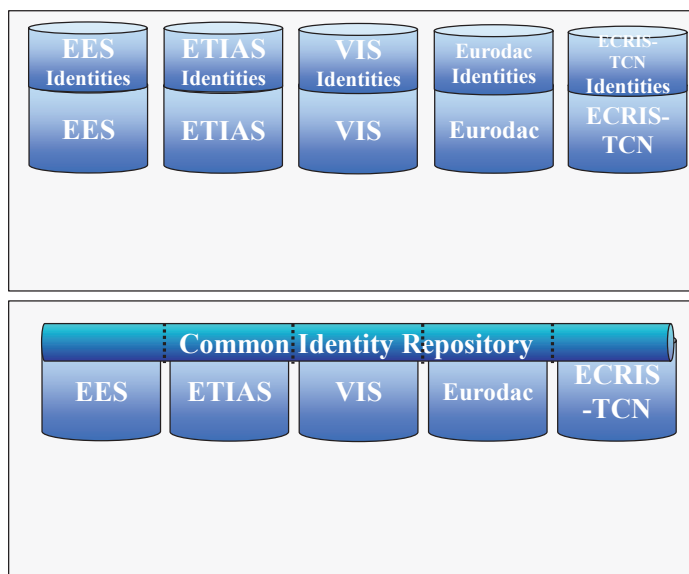 EES
Identities
ETIAS
Identities
VIS
Identities
Eurodac
Identities
ECRIS-
TCN
Identities
EES
ETIAS
VIS
Eurodac
ECRIS-
TCN
Common Identity Repository
EES
ETIAS
VIS
Eurodac
ECRIS
-TCN